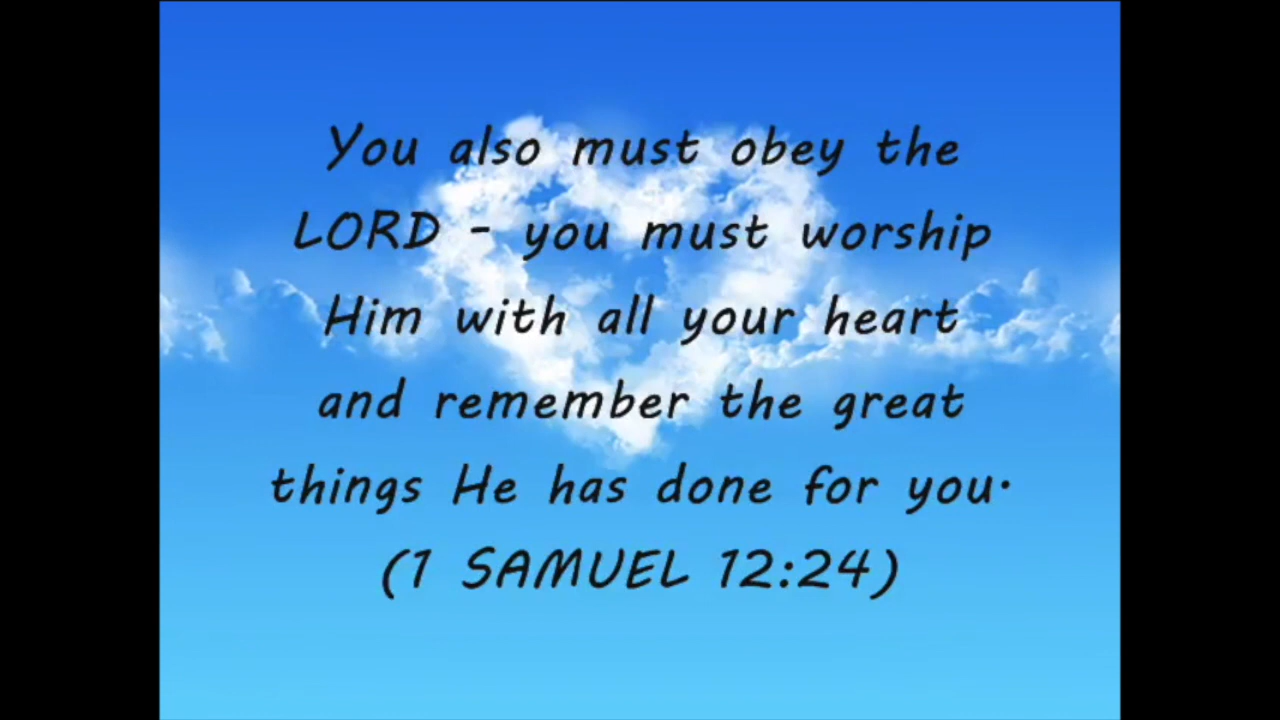 You also must obey the
LORD - you must worship
Him with all your heart
and remember the great
things He has done for you.
(1 SAMUEL 12:24)